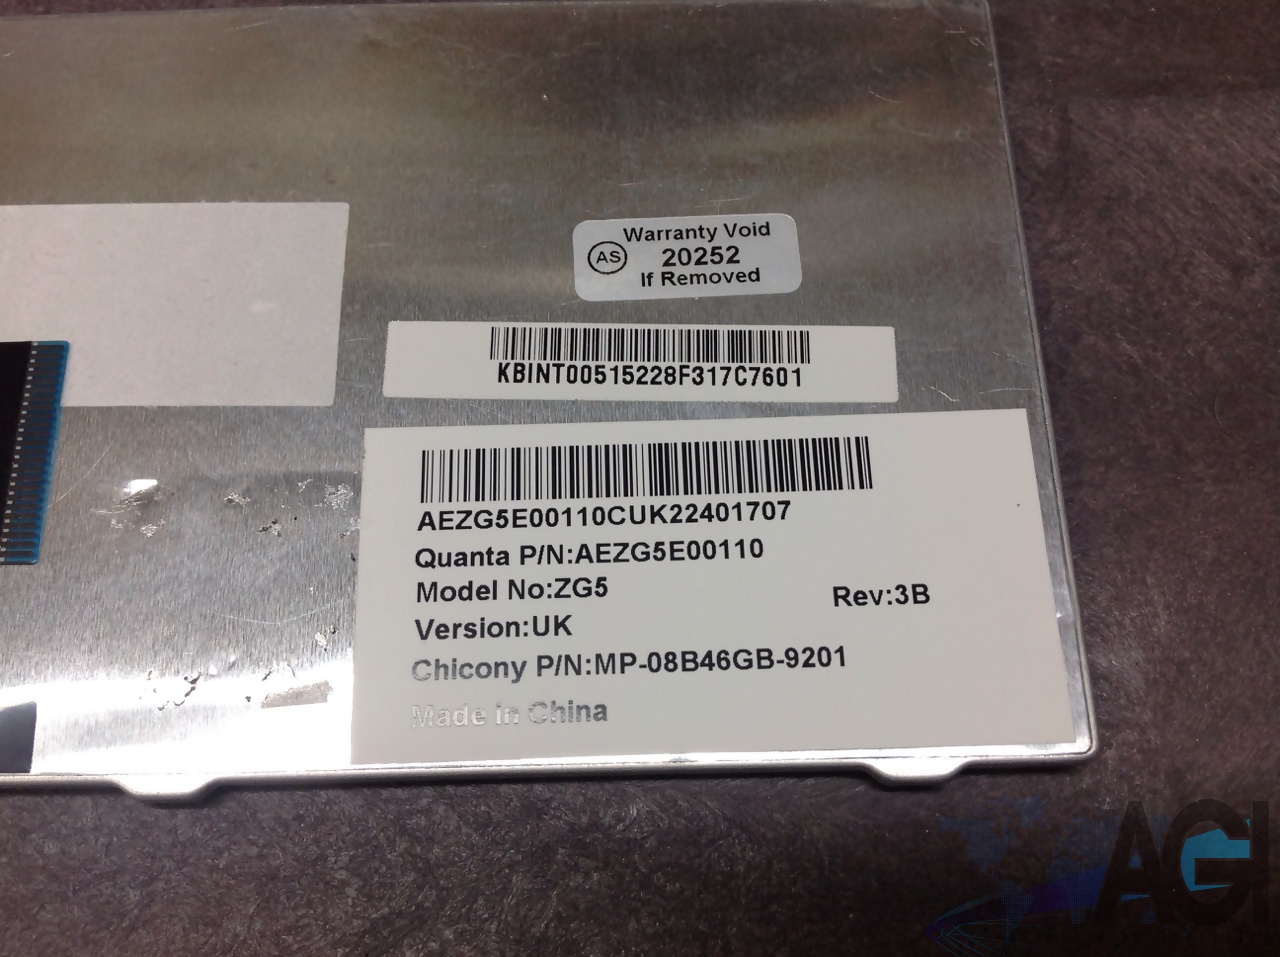 Warranty Void
AS
20252
If Removed
KBINT00515228F317C7601
AEZG5E00110CUK22401707
Quanta P/N:AEZG5E00110
Model No:ZG5
Rev:3B
Version:UK
Chicony P/N:MP-08B46GB-9201
Made in China
AGI